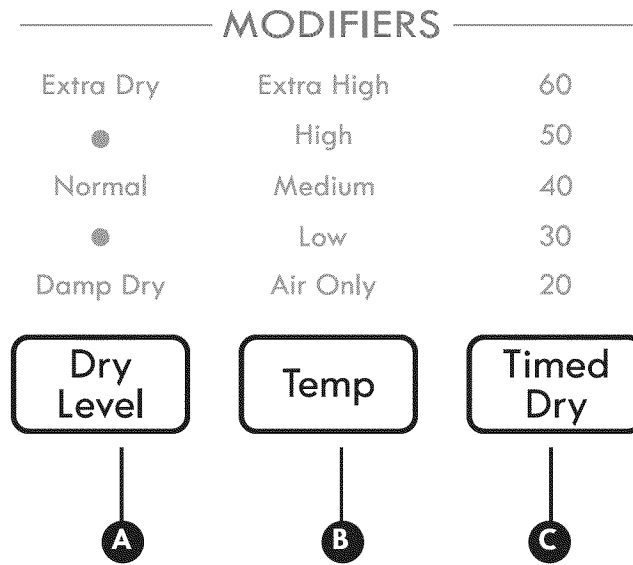 MODIFIERS
Extra Dry Extra High 60
● High 50
Normal Medium 40
● Low 30
Damp Dry Air Only 20
Dry Level Temp Timed Dry
A B C